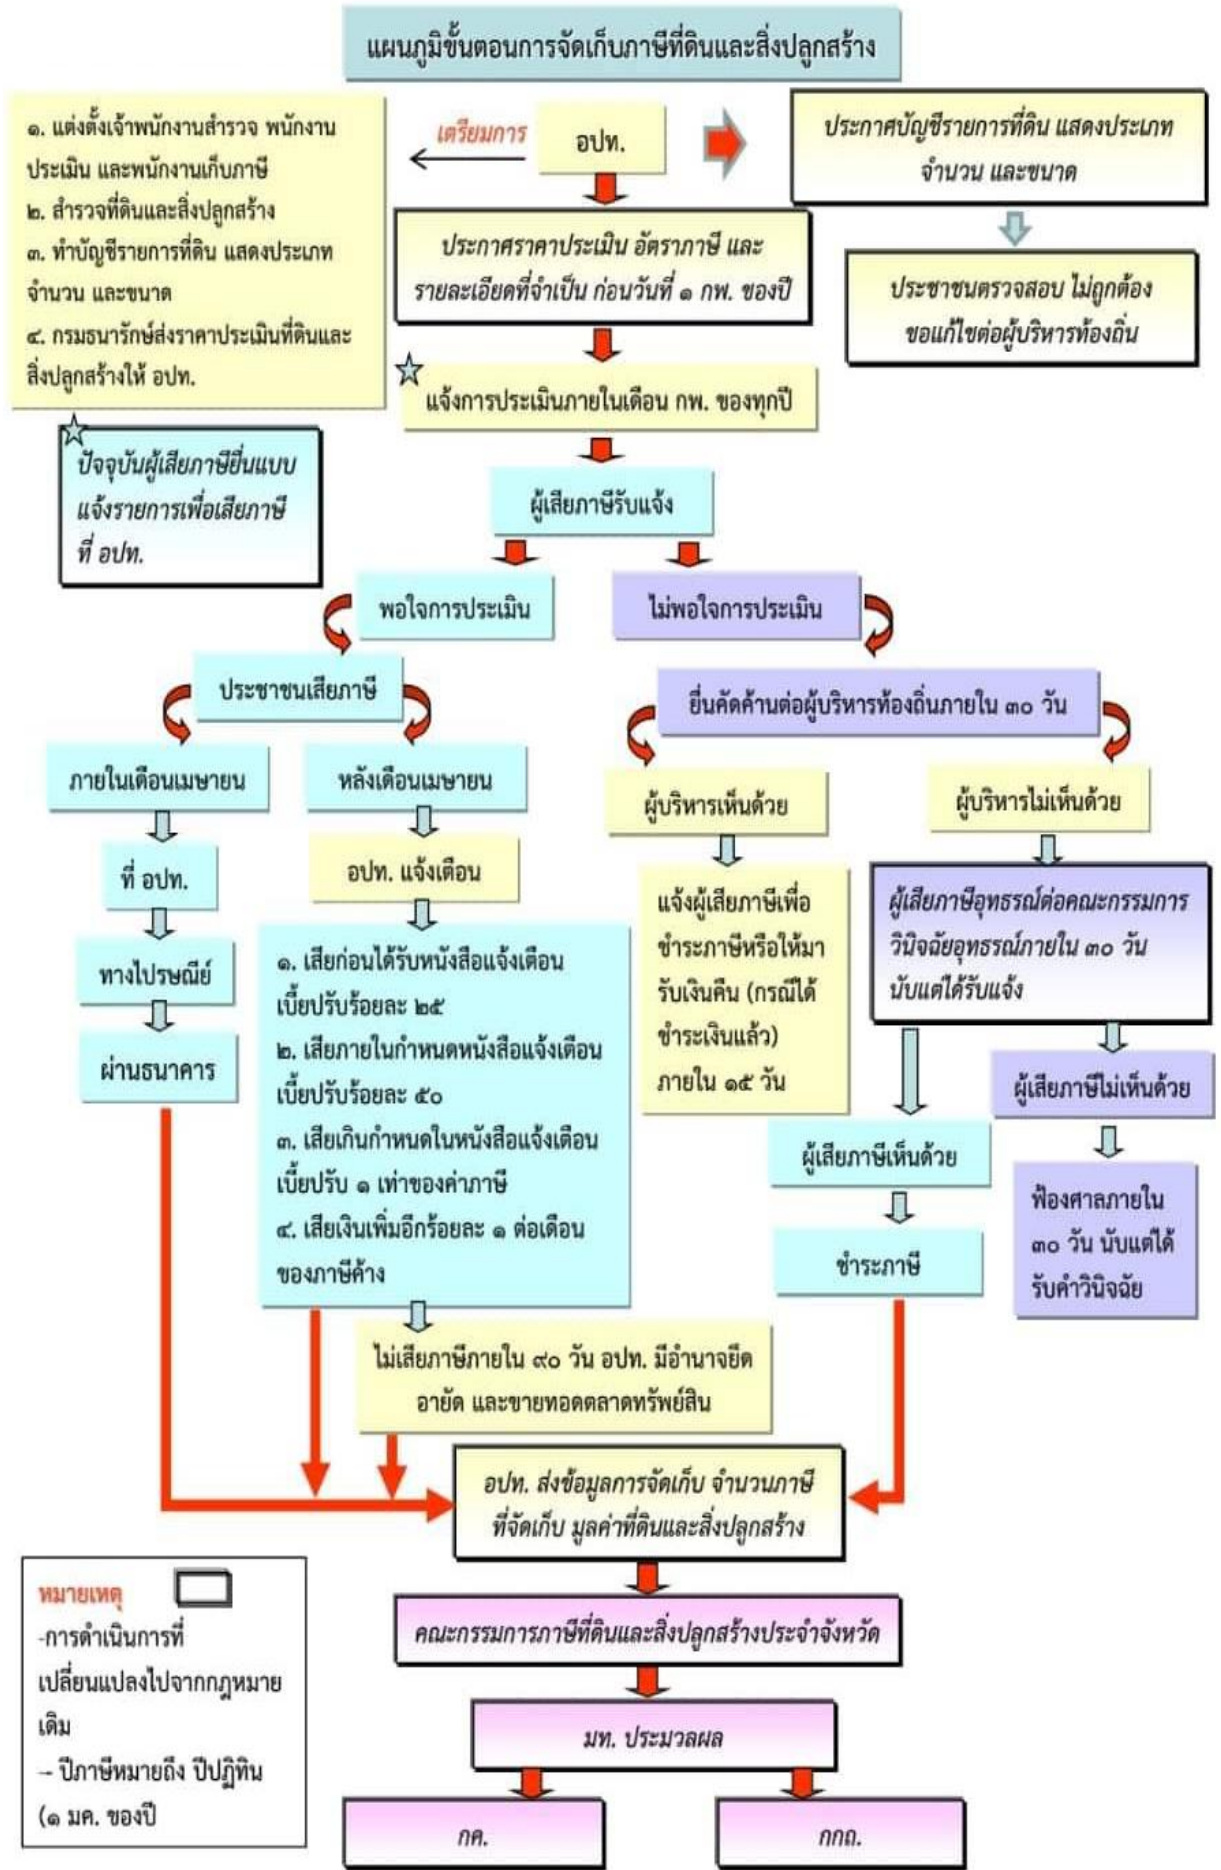 แผนภูมิขั้นตอนการจัดเก็บภาษีที่ดินและสิ่งปลูกสร้าง
๑. แต่งตั้งเจ้าพนักงานสำรวจ พนักงาน
ประเมิน และพนักงานเก็บภาษี
๒. สำรวจที่ดินและสิ่งปลูกสร้าง
๓. ทำบัญชีรายการที่ดิน แสดงประเภท
จำนวน และขนาด
๔. กรมธนารักษ์ส่งราคาประเมินที่ดินและ
สิ่งปลูกสร้างให้ อปท.
เตรียมการ
อปท.
ประกาศบัญชีรายการที่ดิน แสดงประเภท
จำนวน และขนาด
ประกาศราคาประเมิน อัตราภาษี และ
รายละเอียดที่จำเป็น ก่อนวันที่ ๑ กพ. ของปี
ประชาชนตรวจสอบ ไม่ถูกต้อง
ขอแก้ไขต่อผู้บริหารท้องถิ่น
แจ้งการประเมินภายในเดือน กพ. ของทุกปี
ปัจจุบันผู้เสียภาษียื่นแบบ
แจ้งรายการเพื่อเสียภาษี
ที่ อปท.
ผู้เสียภาษีรับแจ้ง
พอใจการประเมิน
ไม่พอใจการประเมิน
ประชาชนเสียภาษี
ยื่นคัดค้านต่อผู้บริหารท้องถิ่นภายใน ๓๐ วัน
ภายในเดือนเมษายน
หลังเดือนเมษายน
ผู้บริหารเห็นด้วย
ผู้บริหารไม่เห็นด้วย
ที่ อปท.
ทางไปรษณีย์
ผ่านธนาคาร
อปท. แจ้งเตือน
๑. เสียก่อนได้รับหนังสือแจ้งเตือน
เบี้ยปรับร้อยละ ๒๕
๒. เสียภายในกำหนดหนังสือแจ้งเตือน
เบี้ยปรับร้อยละ ๕๐
๓. เสียเกินกำหนดในหนังสือแจ้งเตือน
เบี้ยปรับ ๑ เท่าของค่าภาษี
๔. เสียเงินเพิ่มอีกร้อยละ ๑ ต่อเดือน
ของภาษีค้าง
แจ้งผู้เสียภาษีเพื่อ
ชำระภาษีหรือให้มา
รับเงินคืน (กรณีได้
ชำระเงินแล้ว)
ภายใน ๑๕ วัน
ผู้เสียภาษีอุทธรณ์ต่อคณะกรรมการ
วินิจฉัยอุทธรณ์ภายใน ๓๐ วัน
นับแต่ได้รับแจ้ง
ผู้เสียภาษีไม่เห็นด้วย
ผู้เสียภาษีเห็นด้วย
ฟ้องศาลภายใน
๓๐ วัน นับแต่ได้
รับคำวินิจฉัย
ชำระภาษี
ไม่เสียภาษีภายใน ๙๐ วัน อปท. มีอำนาจยึด
อายัด และขายทอดตลาดทรัพย์สิน
อปท. ส่งข้อมูลการจัดเก็บ จำนวนภาษี
ที่จัดเก็บ มูลค่าที่ดินและสิ่งปลูกสร้าง
คณะกรรมการภาษีที่ดินและสิ่งปลูกสร้างประจำจังหวัด
มท. ประมวลผล
กค.
กกถ.
หมายเหตุ
-การดำเนินการที่
เปลี่ยนแปลงไปจากกฎหมาย
เดิม
- ปีภาษีหมายถึง ปีปฏิทิน
(๑ มค. ของปี